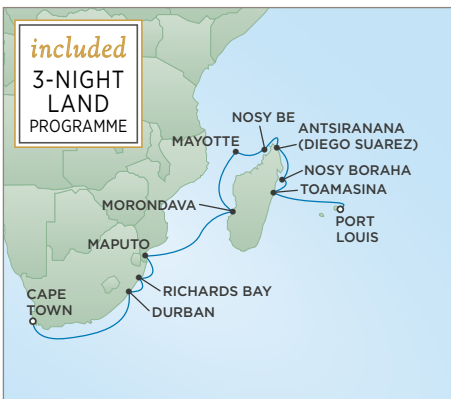 included
3-NIGHT
LAND
PROGRAMME
NOSY BE
ANTSIRANANA
(DIEGO SUAREZ)
MAYOTTE
NOSY BORAHA
TOAMASINA
MORONDAVA
PORT
LOUIS
MAPUTO
RICHARDS BAY
CAPE
TOWN
DURBAN